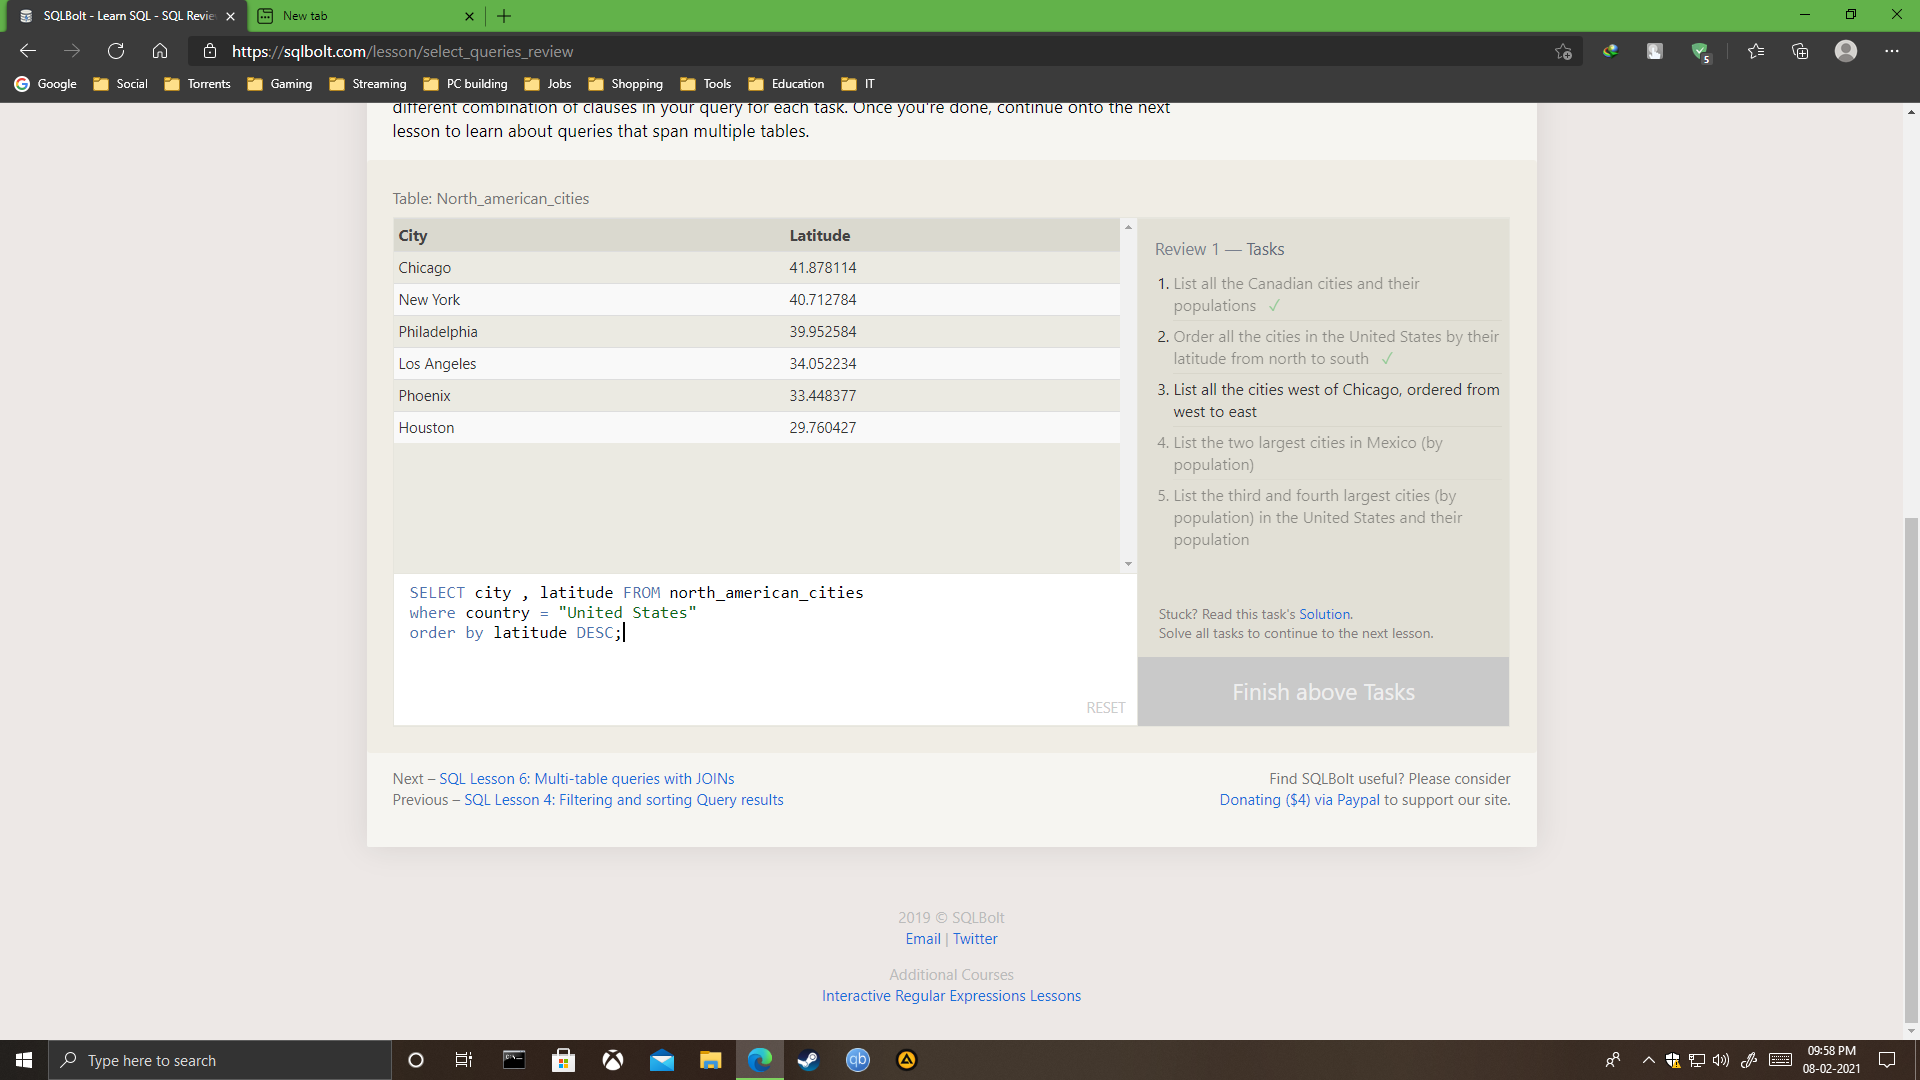 SQLBolt - Learn SQL - SQL Revie
New tab
https://sqlbolt.com/lesson/select_queries_review
5
Google
Social
Torrents
Gaming
Streaming
PC building
Jobs
Shopping
Tools
Education
IT
different combination of clauses in your query for each task. Once you're done, continue onto the next
lesson to learn about queries that span multiple tables.
Table: North_american_cities
City Latitude
Chicago 41.878114
New York 40.712784
Philadelphia 39.952584
Los Angeles 34.052234
Phoenix 33.448377
Houston 29.760427
SELECT city , latitude FROM north_american_cities
where country = "United States"
order by latitude DESC;
RESET
Review 1 — Tasks
1. List all the Canadian cities and their
populations ✓
2. Order all the cities in the United States by their
latitude from north to south ✓
3. List all the cities west of Chicago, ordered from
west to east
4. List the two largest cities in Mexico (by
population)
5. List the third and fourth largest cities (by
population) in the United States and their
population
Stuck? Read this task's Solution.
Solve all tasks to continue to the next lesson.
Finish above Tasks
Next – SQL Lesson 6: Multi-table queries with JOINs
Previous – SQL Lesson 4: Filtering and sorting Query results
Find SQLBolt useful? Please consider
Donating ($4) via Paypal to support our site.
2019 © SQLBolt
Email | Twitter
Additional Courses
Interactive Regular Expressions Lessons
Type here to search
qb
09:58 PM
08-02-2021